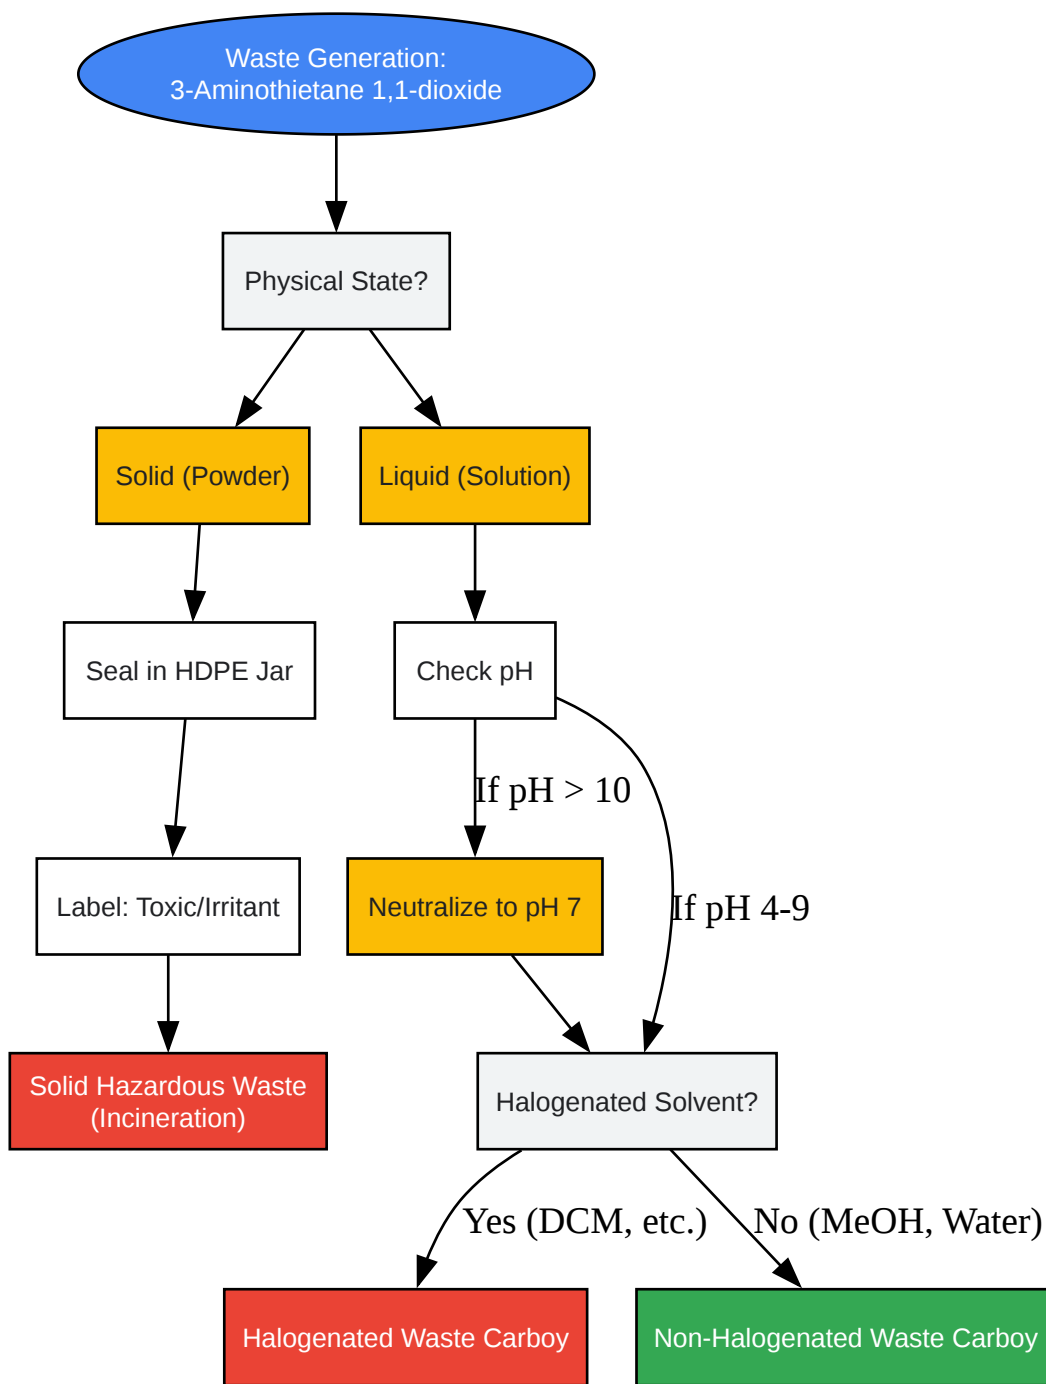 Waste Generation:
3-Aminothietane 1,1-dioxide
Physical State?
Solid (Powder)
Liquid (Solution)
Seal in HDPE Jar
Check pH
If pH > 10
Label: Toxic/Irritant
Neutralize to pH 7
If pH 4-9
Solid Hazardous Waste
(Incineration)
Halogenated Solvent?
Yes (DCM, etc.)
No (MeOH, Water)
Halogenated Waste Carboy
Non-Halogenated Waste Carboy